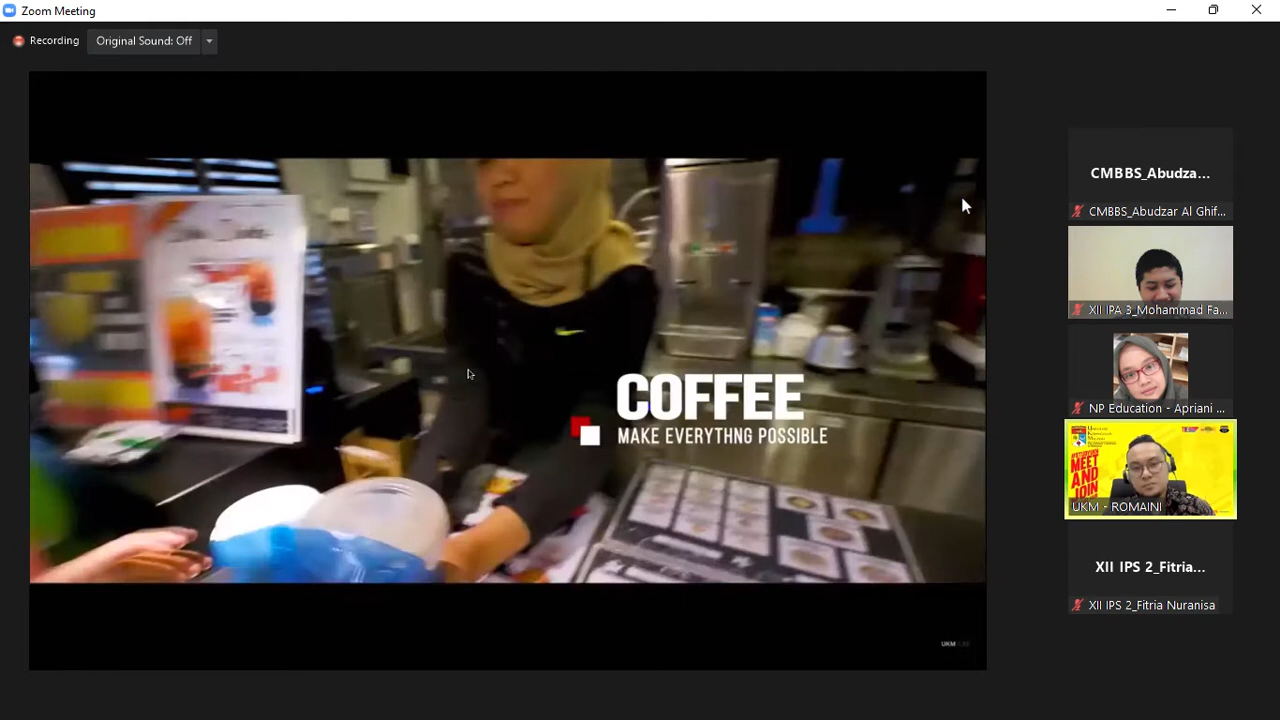 Zoom Meeting
Recording
Original Sound: Off
COFFEE
MAKE EVERYTHNG POSSIBLE
UKM
CMBBS_Abudza...
CMBBS_Abudzar Al Ghif...
XII IPA 3_Mohammad Fa...
NP Education - Apriani ...
MEET
AND
JOIN
UKM - ROMAINI
XII IPS 2_Fitria...
XII IPS 2_Fitria Nuranisa